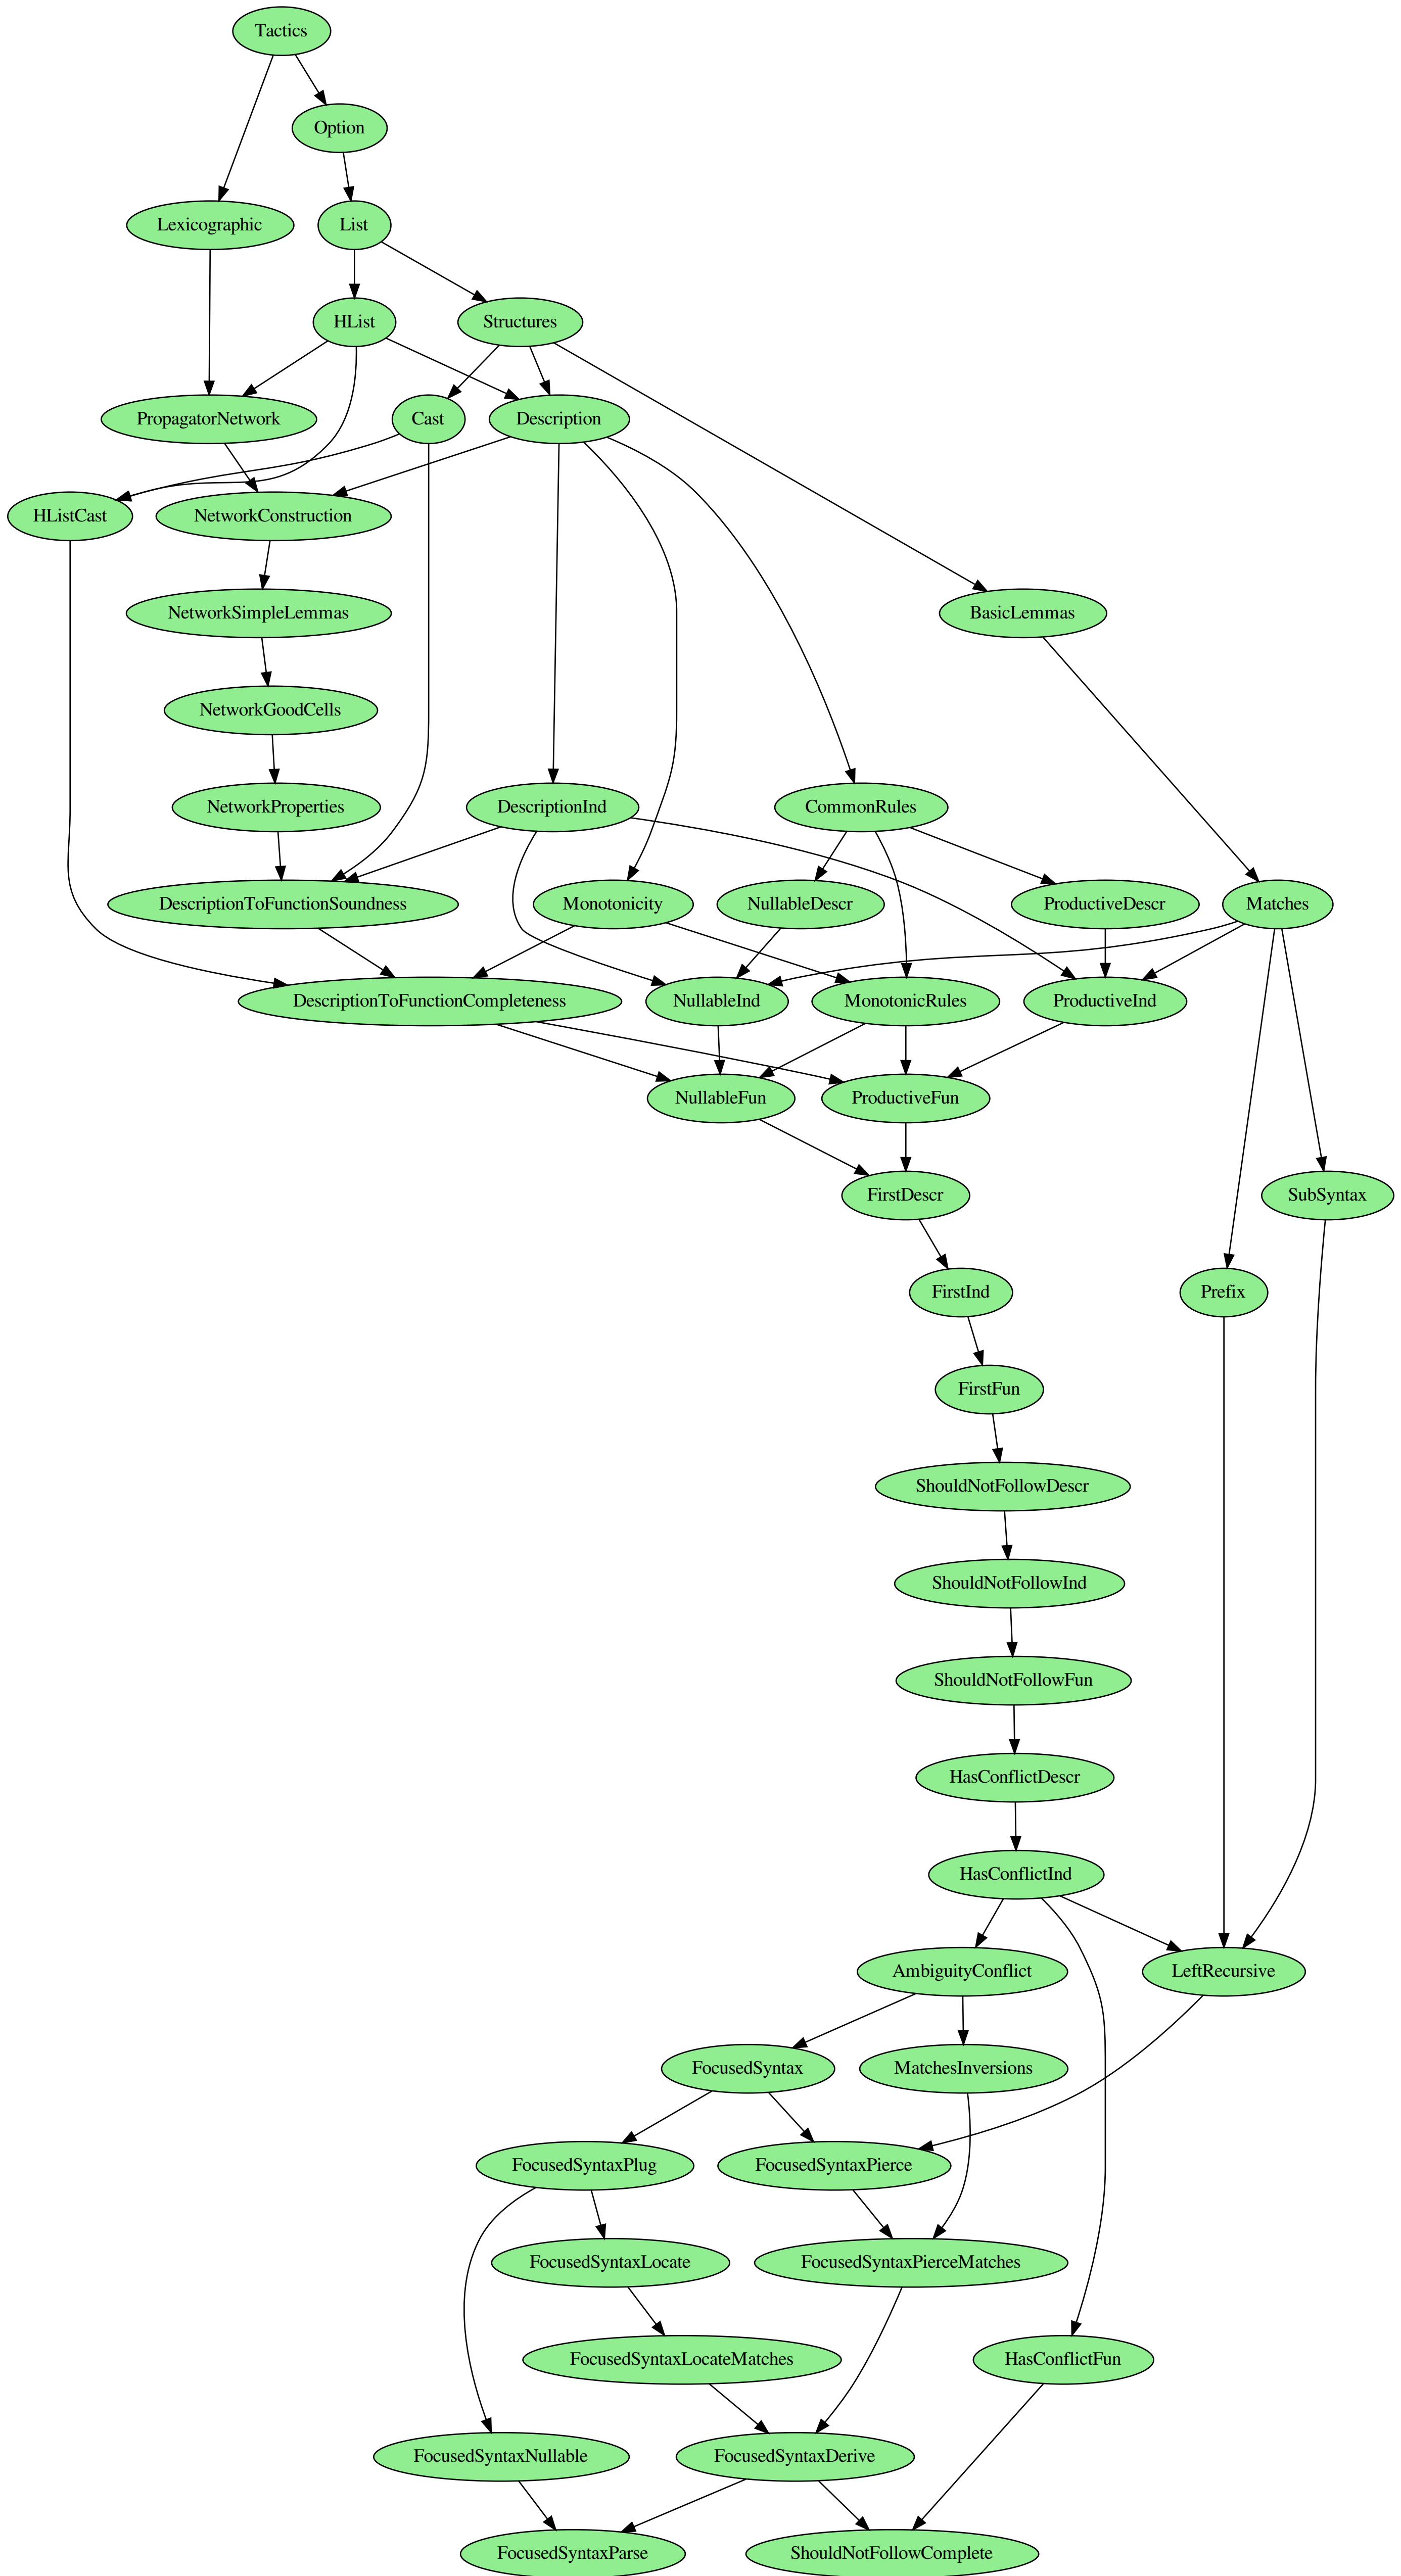 Tactics
Option
Lexicographic
List
HList
Structures
PropagatorNetwork
Cast
Description
HListCast
NetworkConstruction
NetworkSimpleLemmas
BasicLemmas
NetworkGoodCells
NetworkProperties
DescriptionInd
CommonRules
DescriptionToFunctionSoundness
Monotonicity
NullableDescr
ProductiveDescr
Matches
DescriptionToFunctionCompleteness
NullableInd
MonotonicRules
ProductiveInd
NullableFun
ProductiveFun
FirstDescr
SubSyntax
FirstInd
Prefix
FirstFun
ShouldNotFollowDescr
ShouldNotFollowInd
ShouldNotFollowFun
HasConflictDescr
HasConflictInd
AmbiguityConflict
LeftRecursive
FocusedSyntax
MatchesInversions
FocusedSyntaxPlug
FocusedSyntaxPierce
FocusedSyntaxLocate
FocusedSyntaxPierceMatches
FocusedSyntaxLocateMatches
HasConflictFun
FocusedSyntaxNullable
FocusedSyntaxDerive
FocusedSyntaxParse
ShouldNotFollowComplete